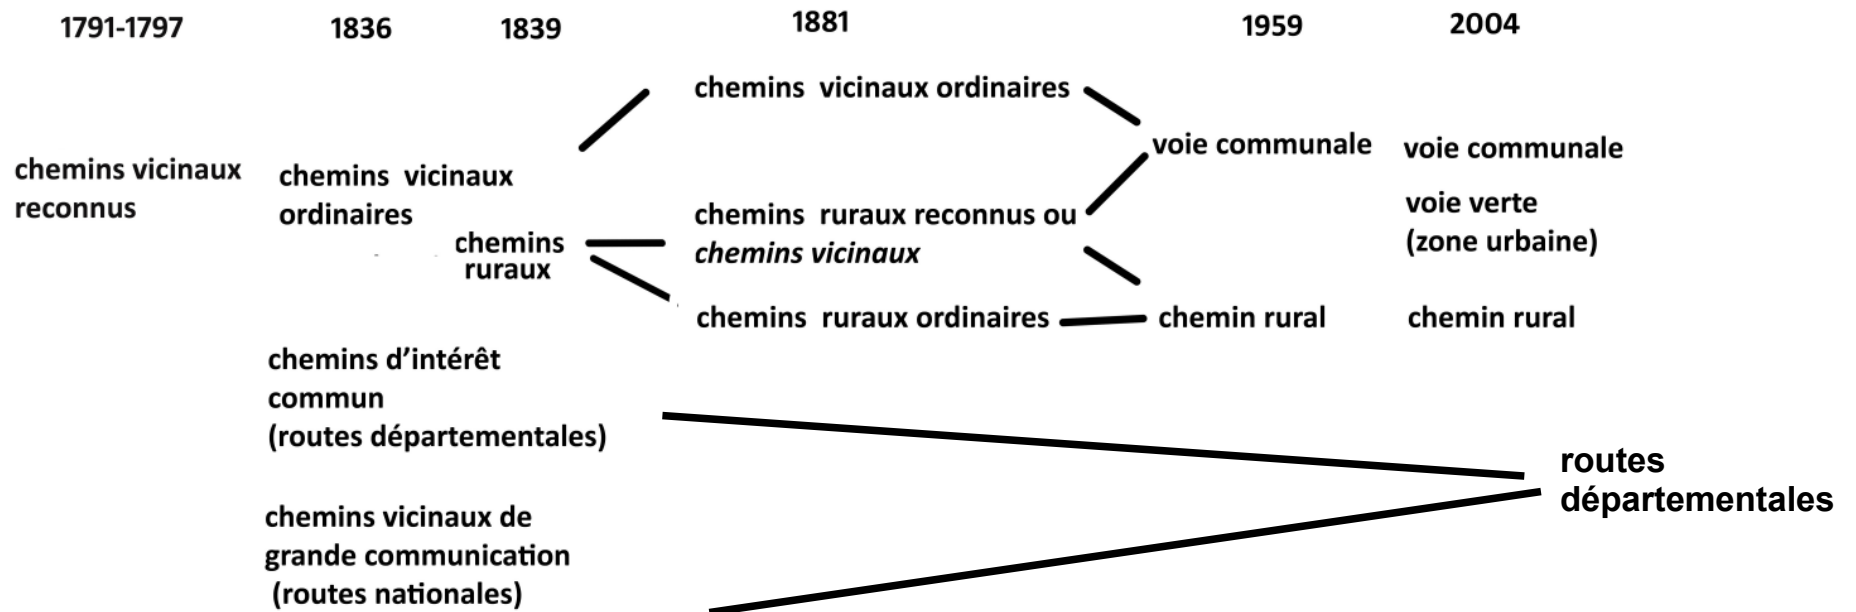 1791-1797
1836
1839
1881
1959
2004
chemins vicinaux
reconnus
chemins vicinaux
ordinaires
chemins
ruraux
chemins d'intérêt
commun
(routes départementales)
chemins vicinaux de
grande communication
(routes nationales)
chemins vicinaux ordinaires
chemins ruraux reconnus ou
chemins vicinaux
chemins ruraux ordinaires
voie communale
chemin rural
voie communale
voie verte
(zone urbaine)
chemin rural
routes
départementales